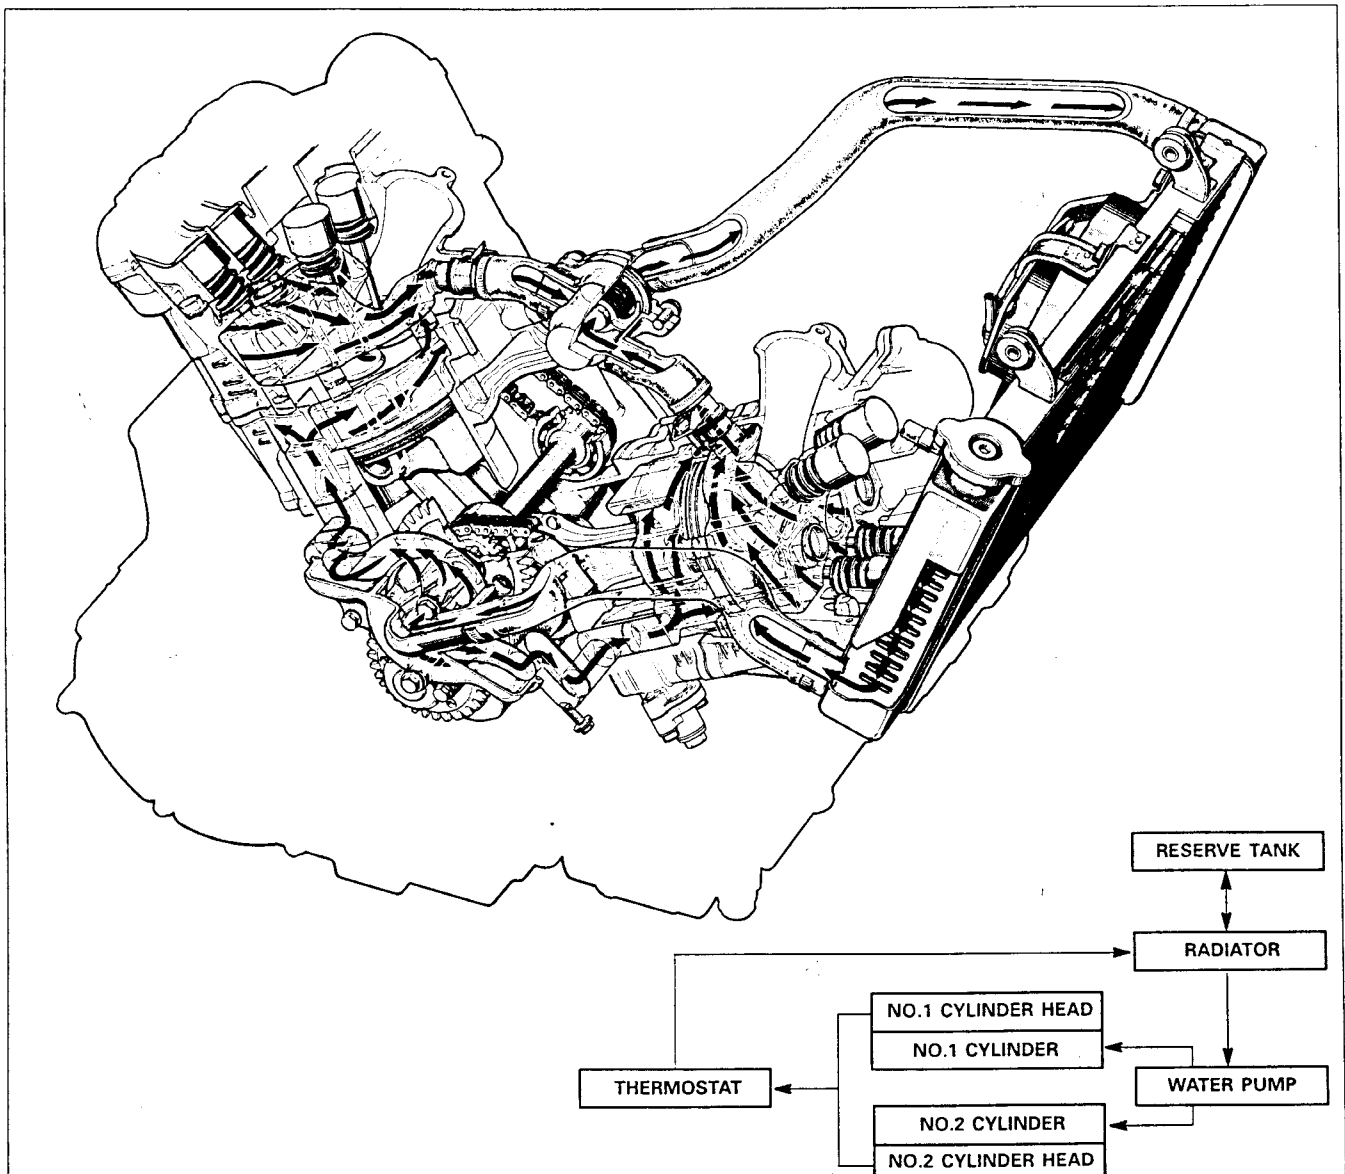 RESERVE TANK
RADIATOR
NO.1 CYLINDER HEAD
NO.1 CYLINDER
THERMOSTAT
WATER PUMP
NO.2 CYLINDER
NO.2 CYLINDER HEAD